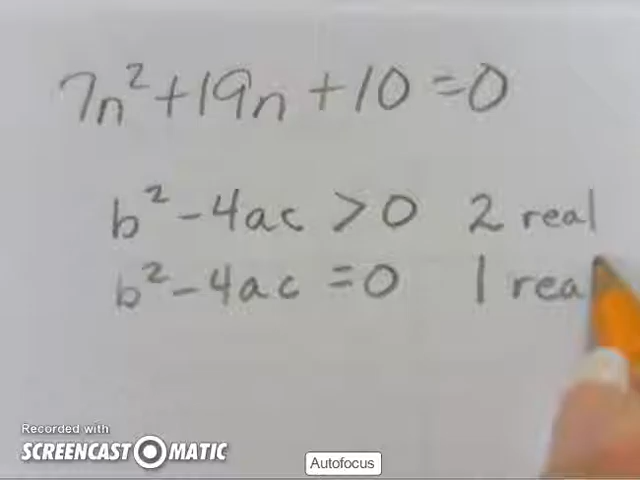 7n²+19n+10=0
b²-4ac>0 2 real
b²-4ac=0 1 rea
Recorded with
SCREENCAST MATIC
Autofocus